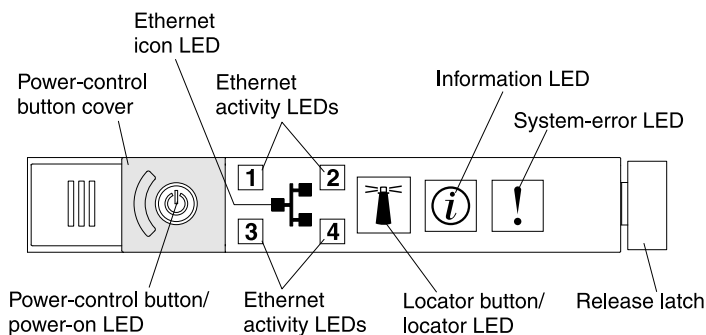 Ethernet
icon LED
Power-control
button cover
Ethernet
activity LEDs
Information LED
System-error LED
1
2
3
4
i
!
Power-control button/
power-on LED
Ethernet
activity LEDs
Locator button/
locator LED
Release latch